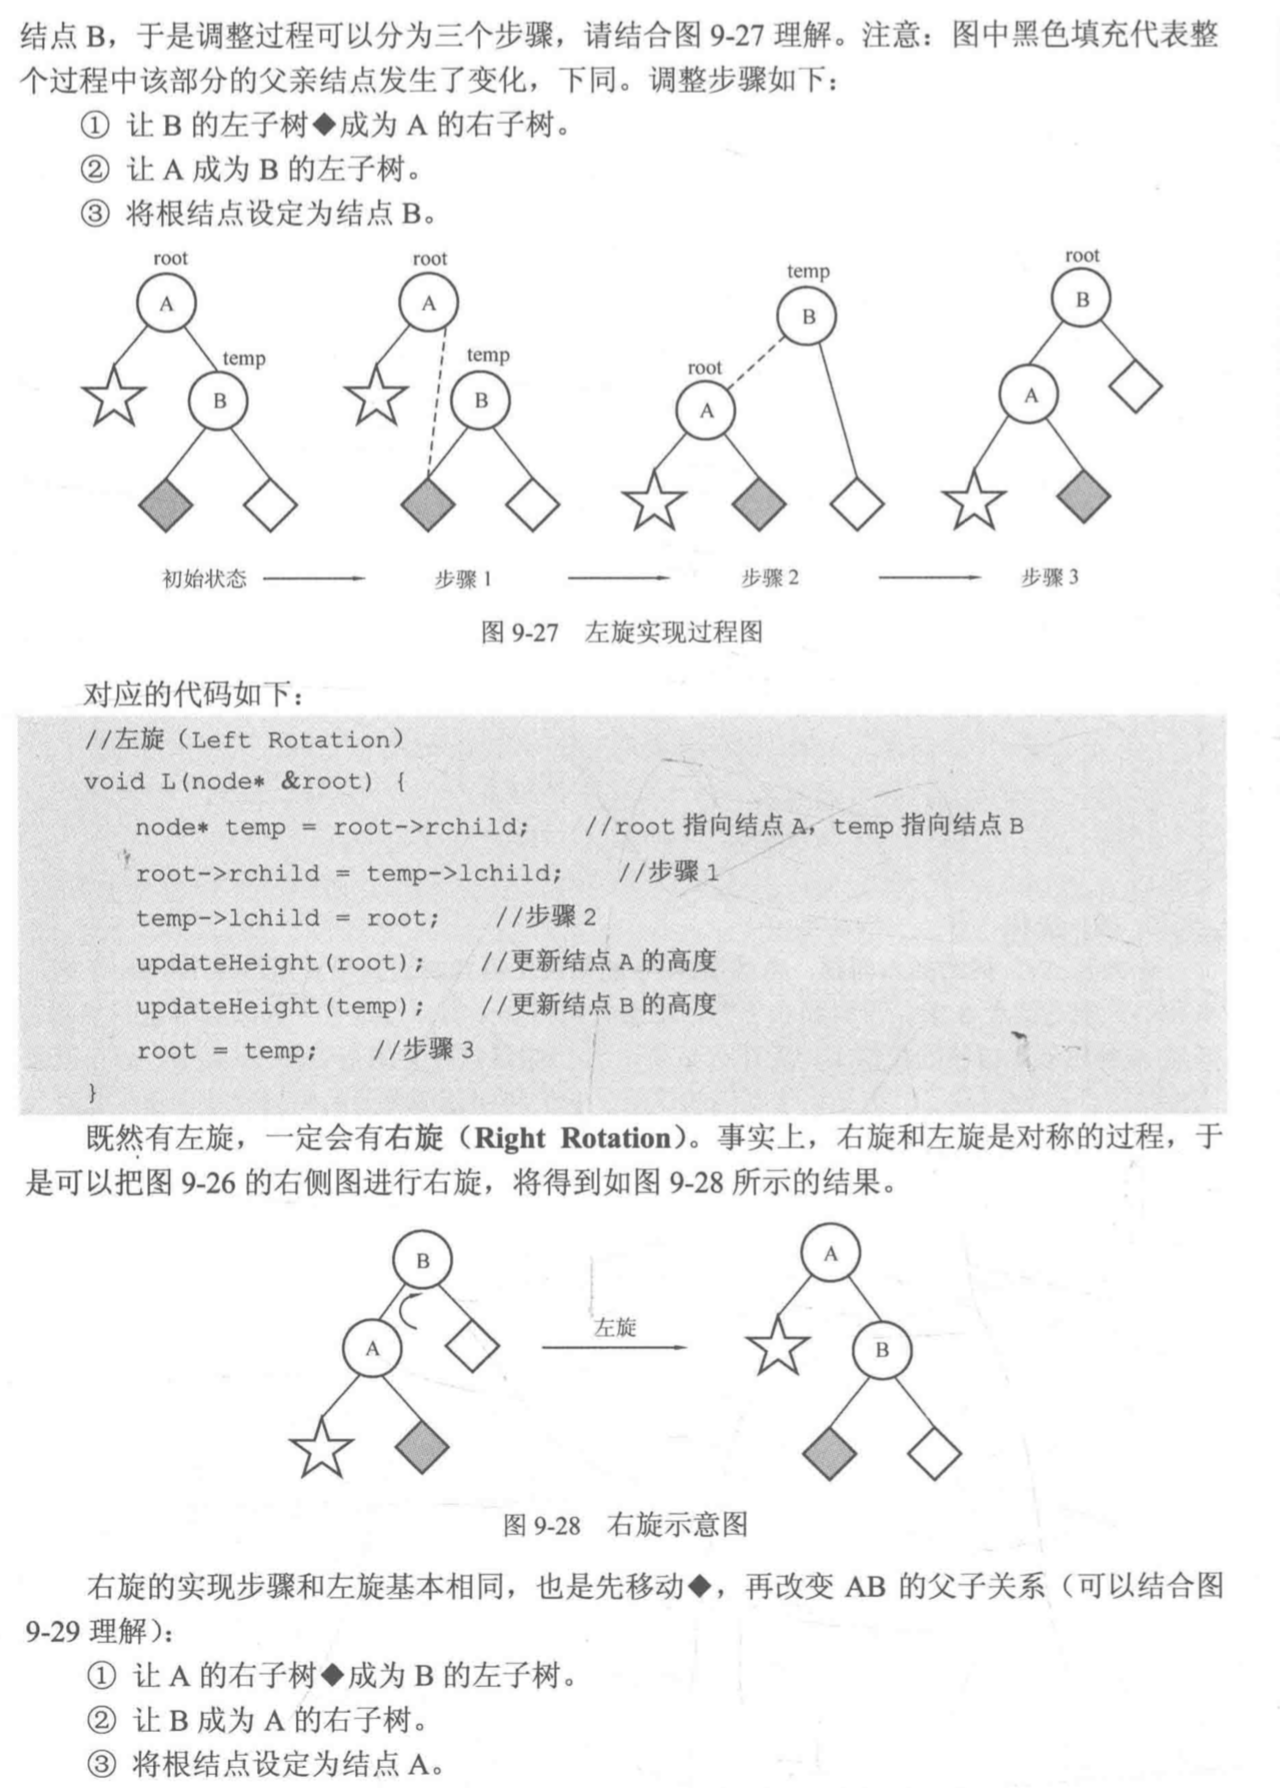 结点 B，于是调整过程可以分为三个步骤，请结合图 9-27 理解。注意：图中黑色填充代表整
个过程中该部分的父亲结点发生了变化，下同。调整步骤如下：
① 让 B 的左子树◆成为 A 的右子树。
② 让 A 成为 B 的左子树。
③ 将根结点设定为结点 B。
root
A
temp
B
root
A
temp
B
temp
B
root
A
root
B
A
初始状态
步骤 1
步骤 2
步骤 3
图 9-27 左旋实现过程图
对应的代码如下：
//左旋（Left Rotation）
void L(node* &root) {
node* temp = root->rchild; //root 指向结点 A，temp 指向结点 B
root->rchild = temp->lchild; //步骤 1
temp->lchild = root; //步骤 2
updateHeight(root); //更新结点 A 的高度
updateHeight(temp); //更新结点 B 的高度
root = temp; //步骤 3
}
既然有左旋，一定会有右旋（Right Rotation）。事实上，右旋和左旋是对称的过程，于
是可以把图 9-26 的右侧图进行右旋，将得到如图 9-28 所示的结果。
B
A
左旋
A
B
图 9-28 右旋示意图
右旋的实现步骤和左旋基本相同，也是先移动◆，再改变 AB 的父子关系（可以结合图
9-29 理解）：
① 让 A 的右子树◆成为 B 的左子树。
② 让 B 成为 A 的右子树。
③ 将根结点设定为结点 A。